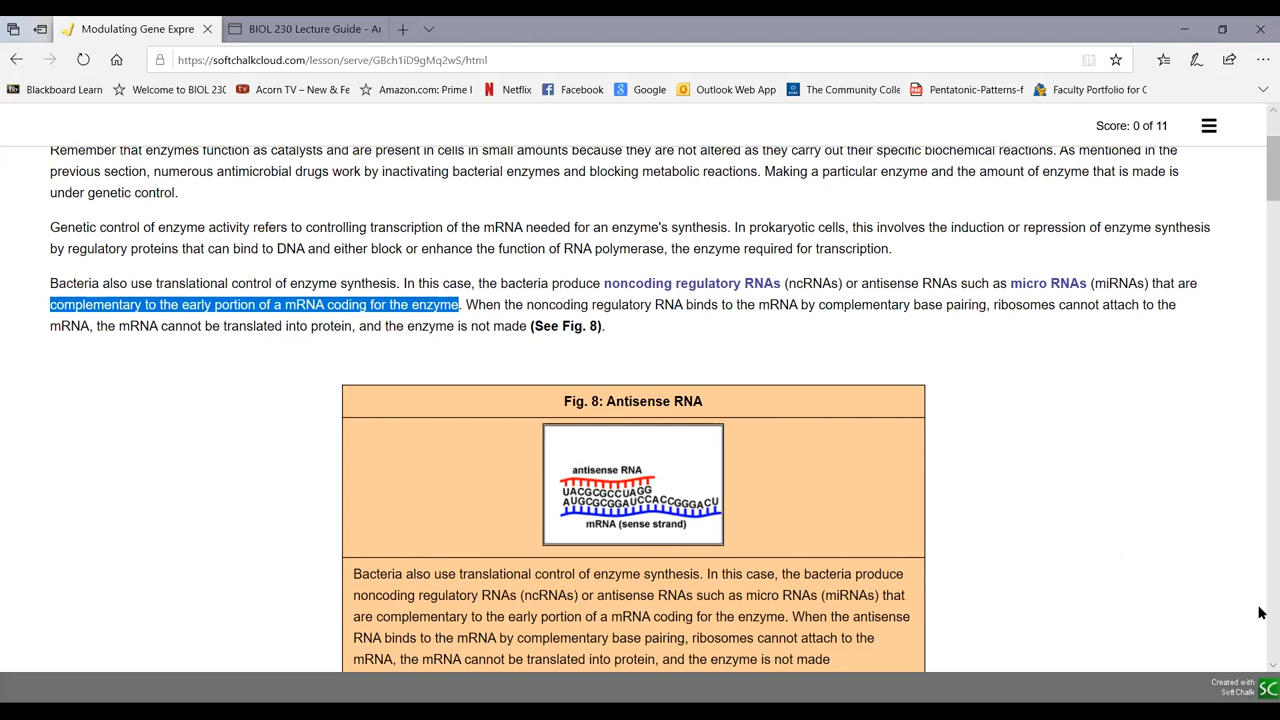 Modulating Gene Expre
BIOL 230 Lecture Guide - Ar
https://softchalkcloud.com/lesson/serve/GBch1iD9gMq2wS/html
Bb Blackboard Learn
Welcome to BIOL 230
tv Acorn TV – New & Fe
Amazon.com: Prime I
Netflix
Facebook
Google
Outlook Web App
The Community Colle
Pentatonic-Patterns-f
Faculty Portfolio for C
Score: 0 of 11
Remember that enzymes function as catalysts and are present in cells in small amounts because they are not altered as they carry out their specific biochemical reactions. As mentioned in the
previous section, numerous antimicrobial drugs work by inactivating bacterial enzymes and blocking metabolic reactions. Making a particular enzyme and the amount of enzyme that is made is
under genetic control.
Genetic control of enzyme activity refers to controlling transcription of the mRNA needed for an enzyme's synthesis. In prokaryotic cells, this involves the induction or repression of enzyme synthesis
by regulatory proteins that can bind to DNA and either block or enhance the function of RNA polymerase, the enzyme required for transcription.
Bacteria also use translational control of enzyme synthesis. In this case, the bacteria produce noncoding regulatory RNAs (ncRNAs) or antisense RNAs such as micro RNAs (miRNAs) that are
complementary to the early portion of a mRNA coding for the enzyme. When the noncoding regulatory RNA binds to the mRNA by complementary base pairing, ribosomes cannot attach to the
mRNA, the mRNA cannot be translated into protein, and the enzyme is not made (See Fig. 8).
Fig. 8: Antisense RNA
antisense RNA
UACGCGCCUAGG
AUGCGCGGAUCCACCGGGACU
mRNA (sense strand)
Bacteria also use translational control of enzyme synthesis. In this case, the bacteria produce
noncoding regulatory RNAs (ncRNAs) or antisense RNAs such as micro RNAs (miRNAs) that
are complementary to the early portion of a mRNA coding for the enzyme. When the antisense
RNA binds to the mRNA by complementary base pairing, ribosomes cannot attach to the
mRNA, the mRNA cannot be translated into protein, and the enzyme is not made
Created with
SoftChalk
SC